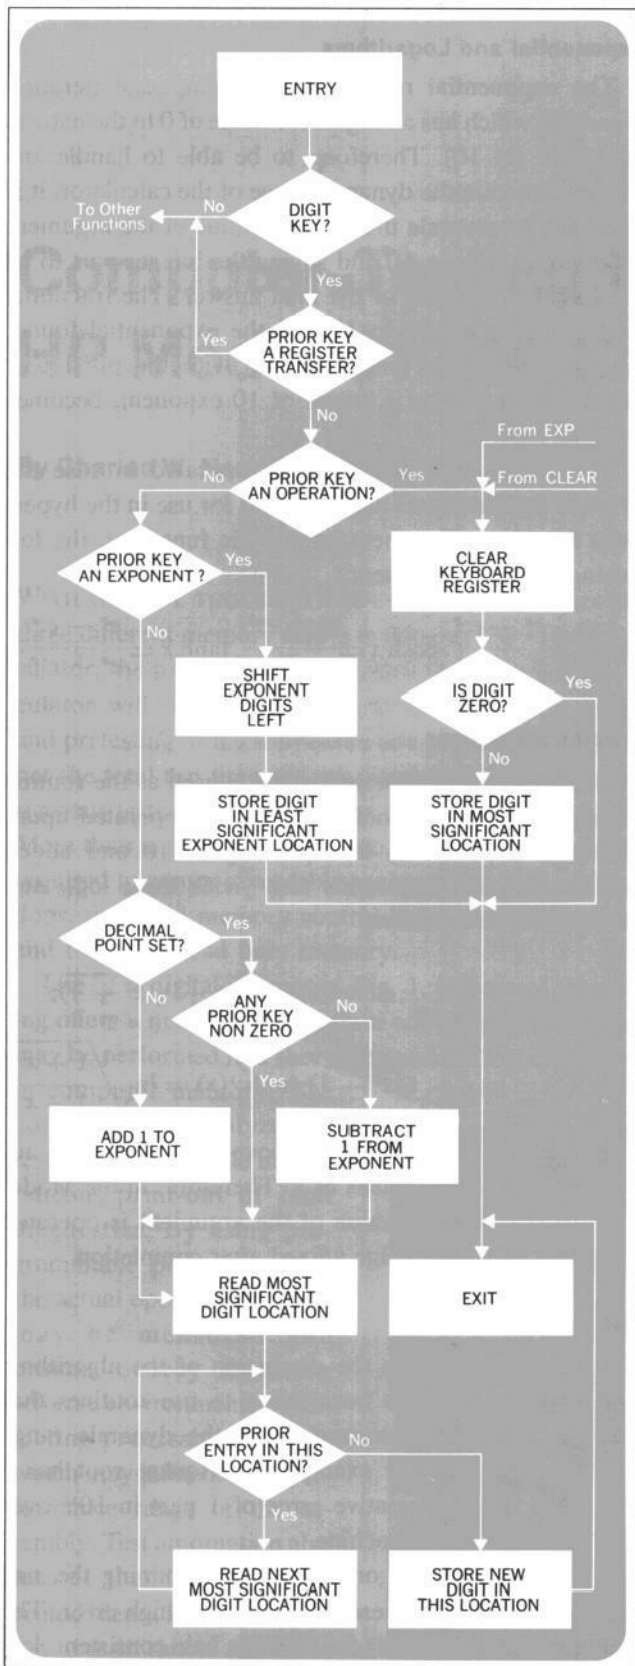 ENTRY
To Other
Functions
No
DIGIT
KEY?
Yes
Yes
PRIOR KEY
A REGISTER
TRANSFER?
No
From EXP
No
PRIOR KEY
AN OPERATION?
Yes
From CLEAR
PRIOR KEY
AN EXPONENT ?
Yes
CLEAR
KEYBOARD
REGISTER
No
SHIFT
EXPONENT
DIGITS
LEFT
IS DIGIT
ZERO?
Yes
No
STORE DIGIT
IN LEAST
SIGNIFICANT
EXPONENT LOCATION
STORE DIGIT
IN MOST
SIGNIFICANT
LOCATION
DECIMAL
POINT SET?
Yes
No
ANY
PRIOR KEY
NON ZERO
No
Yes
ADD 1 TO
EXPONENT
SUBTRACT
1 FROM
EXPONENT
READ MOST
SIGNIFICANT
DIGIT LOCATION
EXIT
PRIOR
ENTRY IN THIS
LOCATION?
No
Yes
READ NEXT
MOST SIGNIFICANT
DIGIT LOCATION
STORE NEW
DIGIT IN
THIS LOCATION